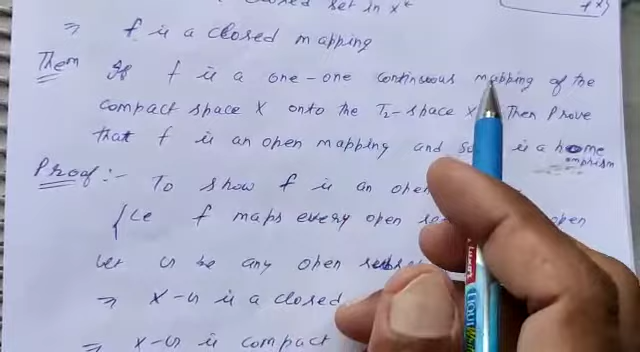 closed set in X*
⇒ f is a closed mapping
Them If f is a one-one continuous mapping of the
compact space X onto the T₂-space X Then Prove
that f is an open mapping and so is a homeomorphism
Proof:- To show f is an open
{i.e f maps every open set open
let G be any open subset
⇒ X-G is a closed
⇒ X-G is compact